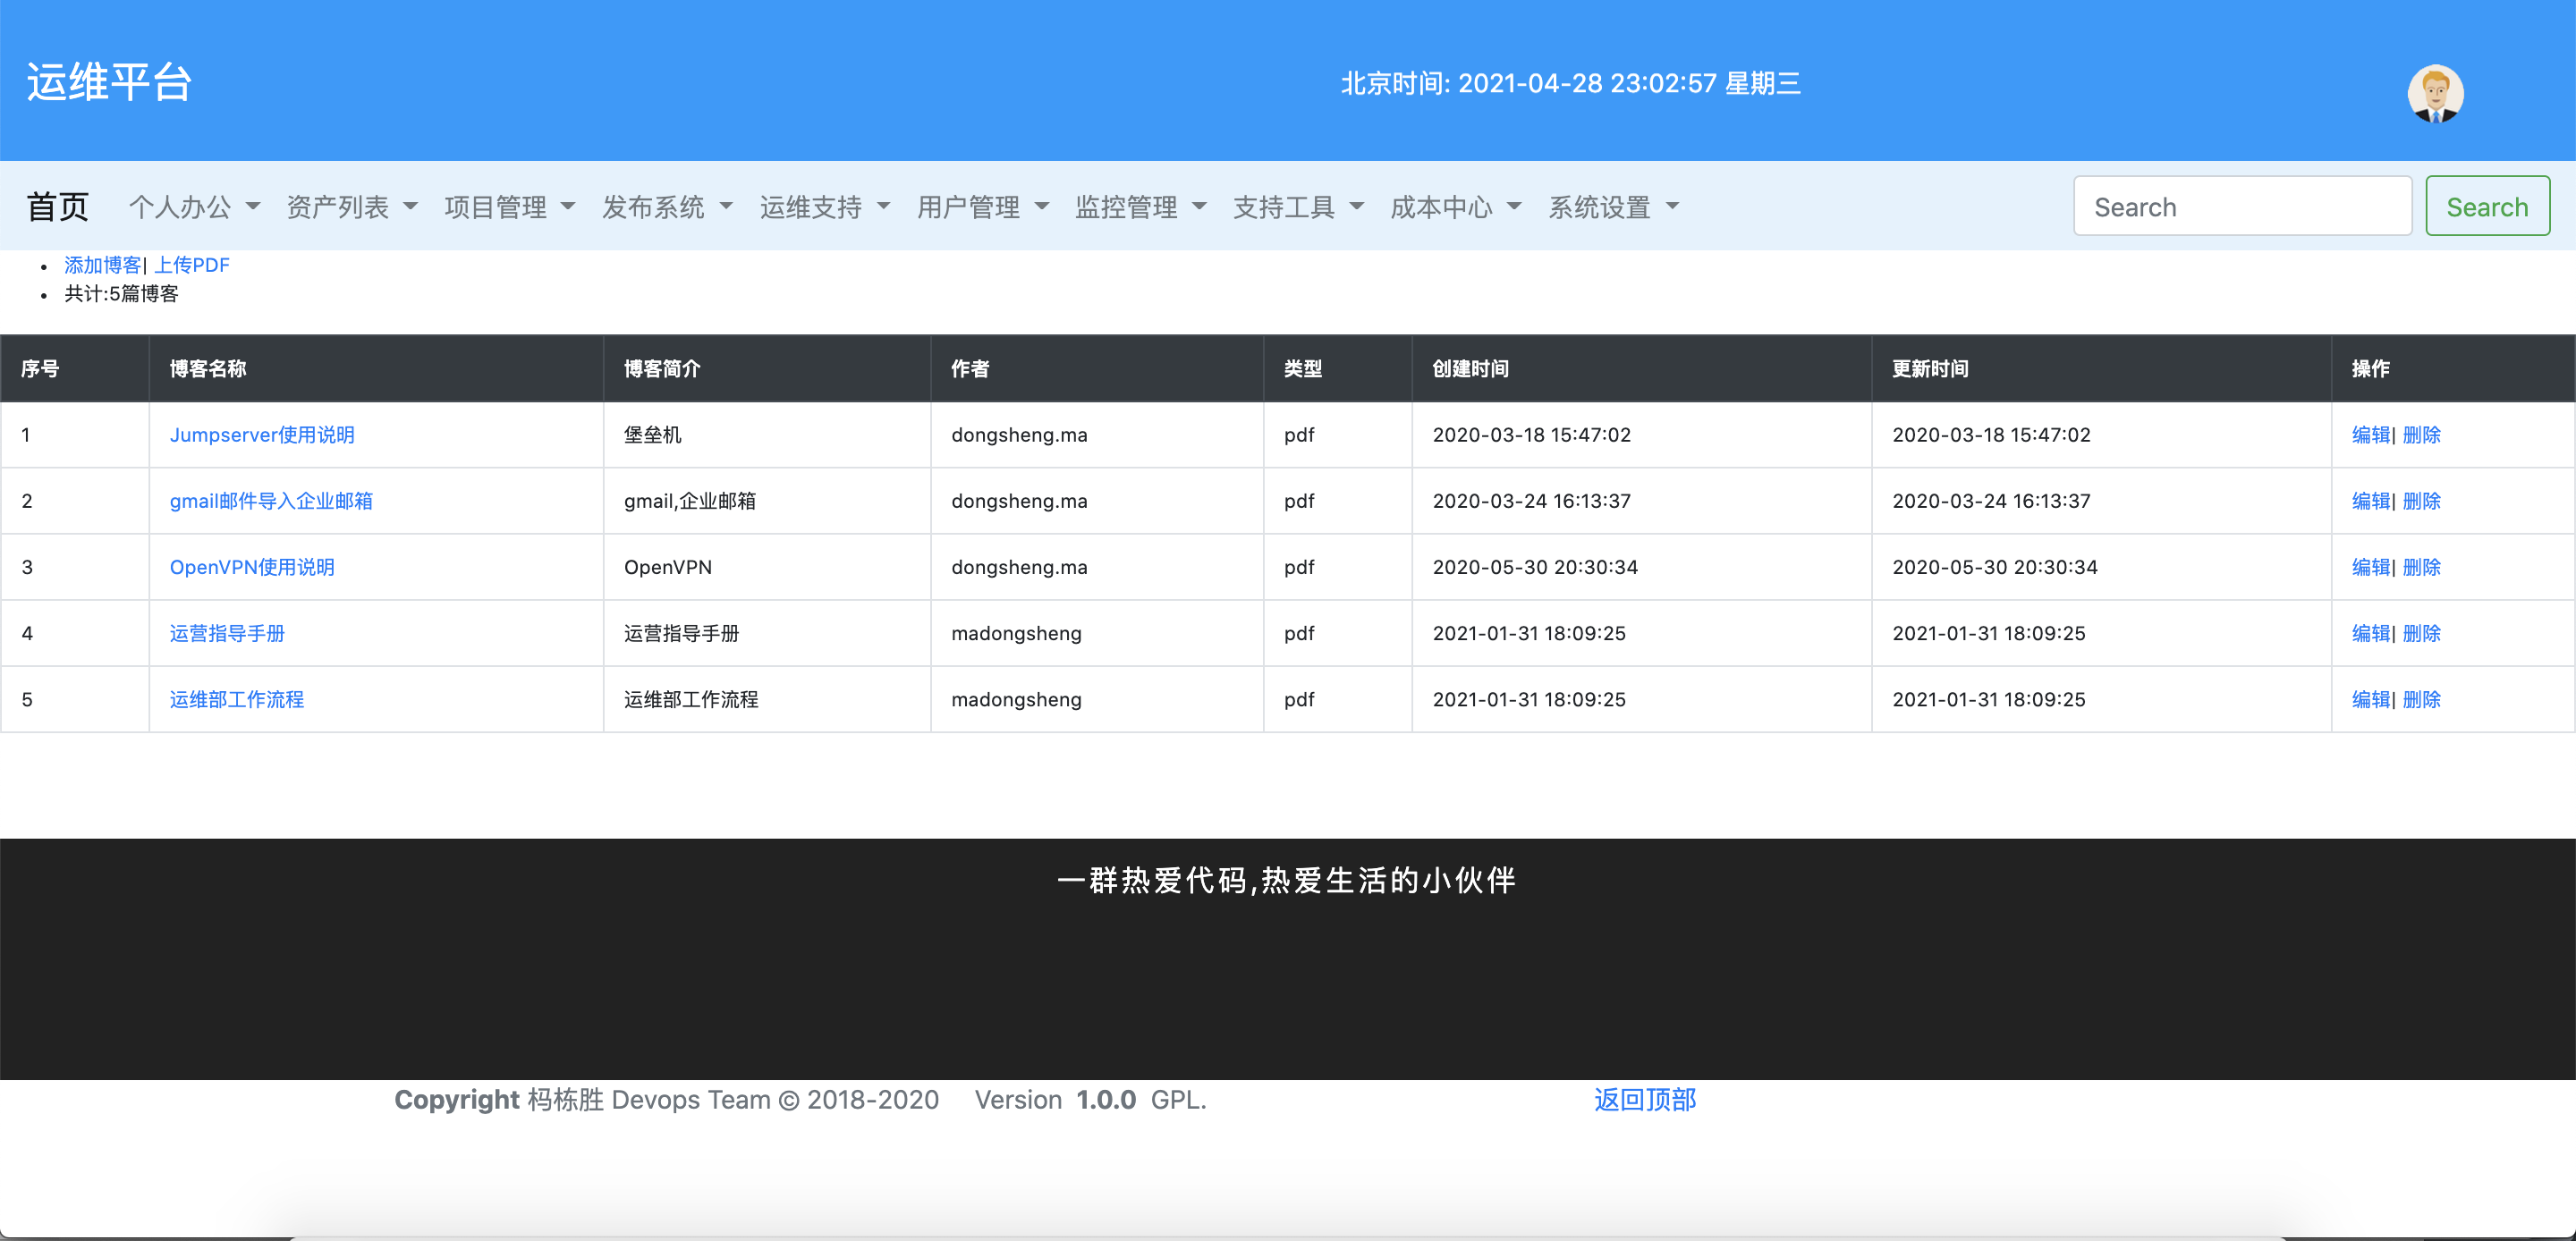 运维平台
北京时间: 2021-04-28 23:02:57 星期三
首页 个人办公 资产列表 项目管理 发布系统 运维支持 用户管理 监控管理 支持工具 成本中心 系统设置 Search Search
添加博客| 上传PDF
共计:5篇博客
序号 博客名称 博客简介 作者 类型 创建时间 更新时间 操作
1 Jumpserver使用说明 堡垒机 dongsheng.ma pdf 2020-03-18 15:47:02 2020-03-18 15:47:02 编辑| 删除
2 gmail邮件导入企业邮箱 gmail,企业邮箱 dongsheng.ma pdf 2020-03-24 16:13:37 2020-03-24 16:13:37 编辑| 删除
3 OpenVPN使用说明 OpenVPN dongsheng.ma pdf 2020-05-30 20:30:34 2020-05-30 20:30:34 编辑| 删除
4 运营指导手册 运营指导手册 madongsheng pdf 2021-01-31 18:09:25 2021-01-31 18:09:25 编辑| 删除
5 运维部工作流程 运维部工作流程 madongsheng pdf 2021-01-31 18:09:25 2021-01-31 18:09:25 编辑| 删除
一群热爱代码,热爱生活的小伙伴
Copyright 杩栋胜 Devops Team © 2018-2020 Version 1.0.0 GPL. 返回顶部